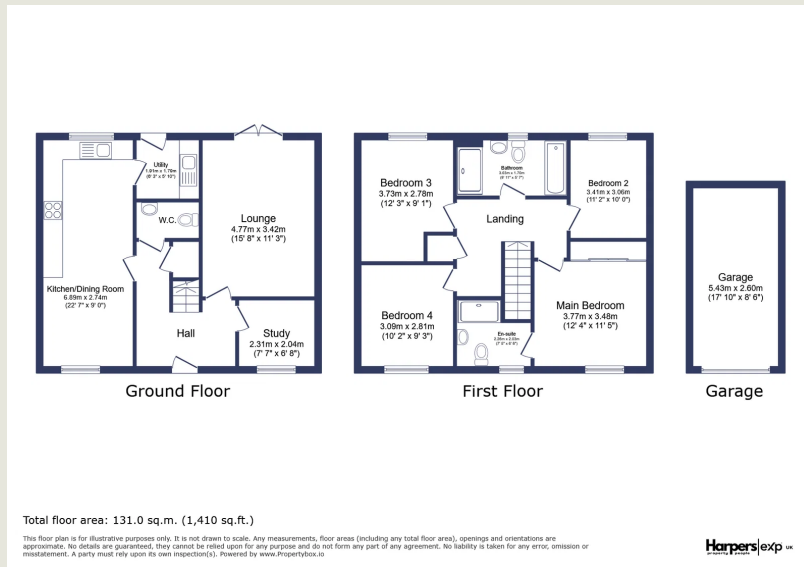 Utility
1.91m x 1.78m
(6' 3" x 5' 10")
W.C.
Lounge
4.77m x 3.42m
(15' 8" x 11' 3")
Kitchen/Dining Room
6.89m x 2.74m
(22' 7" x 9' 0")
Hall
Study
2.31m x 2.04m
(7' 7" x 6' 8")
Ground Floor
Bedroom 3
3.73m x 2.78m
(12' 3" x 9' 1")
Bathroom
Bedroom 2
3.41m x 3.06m
(11' 2" x 10' 0")
Landing
Bedroom 4
3.09m x 2.81m
(10' 2" x 9' 3")
En-suite
Main Bedroom
3.77m x 3.48m
(12' 4" x 11' 5")
First Floor
Garage
5.43m x 2.60m
(17' 10" x 8' 6")
Garage
Total floor area: 131.0 sq.m. (1,410 sq.ft.)
This floor plan is for illustrative purposes only. It is not drawn to scale. Any measurements, floor areas (including any total floor area), openings and orientations are
approximate. No details are guaranteed, they cannot be relied upon for any purpose and do not form any part of any agreement. No liability is taken for any error, omission or
misstatement. A party must rely upon its own inspection(s). Powered by www.Propertybox.io
Harpers exp UK
property people